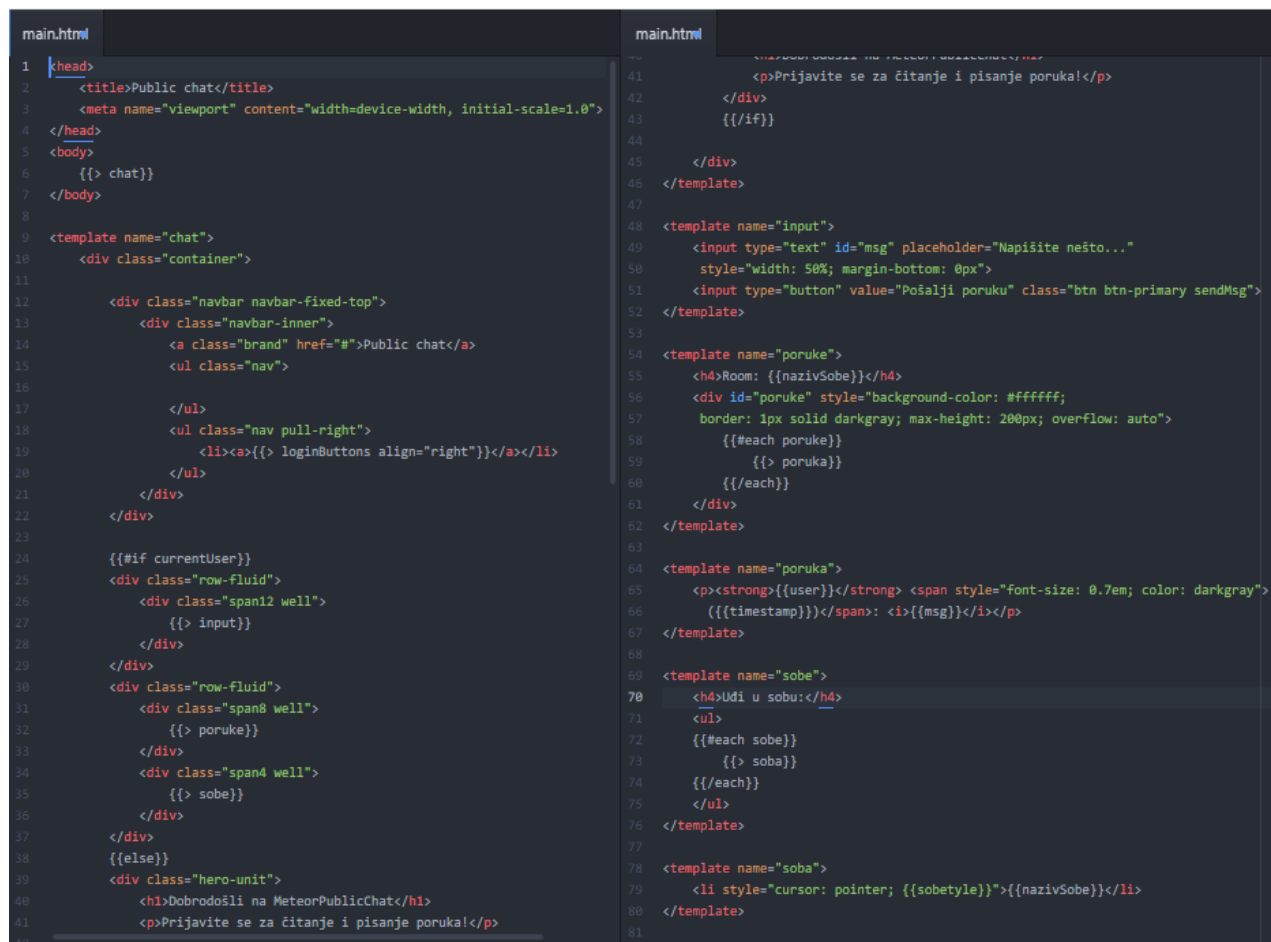 main.html
1 <head>
2     <title>Public chat</title>
3     <meta name="viewport" content="width=device-width, initial-scale=1.0">
4 </head>
5 <body>
6     {{> chat}}
7 </body>
8
9 <template name="chat">
10     <div class="container">
11
12         <div class="navbar navbar-fixed-top">
13             <div class="navbar-inner">
14                 <a class="brand" href="#">Public chat</a>
15                 <ul class="nav">
16
17                 </ul>
18                 <ul class="nav pull-right">
19                     <li><a>{{> loginButtons align="right"}}</a></li>
20                 </ul>
21             </div>
22         </div>
23
24         {{#if currentUser}}
25         <div class="row-fluid">
26             <div class="span12 well">
27                 {{> input}}
28             </div>
29         </div>
30         <div class="row-fluid">
31             <div class="span8 well">
32                 {{> poruke}}
33             </div>
34             <div class="span4 well">
35                 {{> sobe}}
36             </div>
37         </div>
38         {{else}}
39         <div class="hero-unit">
40             <h1>Dobrodošli na MeteorPublicChat</h1>
41             <p>Prijavite se za čitanje i pisanje poruka!</p>
main.html
40             <h1>Dobrodošli na MeteorPublicChat</h1>
41             <p>Prijavite se za čitanje i pisanje poruka!</p>
42         </div>
43         {{/if}}
44
45     </div>
46 </template>
47
48 <template name="input">
49     <input type="text" id="msg" placeholder="Napišite nešto..."
50      style="width: 50%; margin-bottom: 0px">
51     <input type="button" value="Pošalji poruku" class="btn btn-primary sendMsg">
52 </template>
53
54 <template name="poruke">
55     <h4>Room: {{nazivSobe}}</h4>
56     <div id="poruke" style="background-color: #ffffff;
57      border: 1px solid darkgray; max-height: 200px; overflow: auto">
58         {{#each poruke}}
59             {{> poruka}}
60         {{/each}}
61     </div>
62 </template>
63
64 <template name="poruka">
65     <p><strong>{{user}}</strong> <span style="font-size: 0.7em; color: darkgray">
66       ({{timestamp}})</span>: <i>{{msg}}</i></p>
67 </template>
68
69 <template name="sobe">
70     <h4>Uđi u sobu:</h4>
71     <ul>
72     {{#each sobe}}
73         {{> soba}}
74     {{/each}}
75     </ul>
76 </template>
77
78 <template name="soba">
79     <li style="cursor: pointer; {{sobetyle}}">{{nazivSobe}}</li>
80 </template>
81